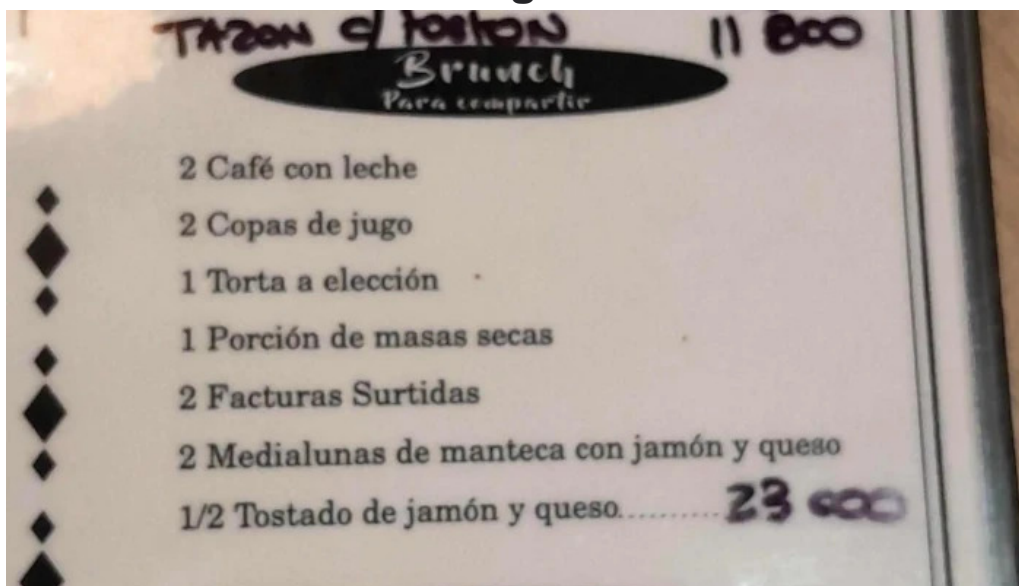 TAZON c/ TOSTON 11 800
Brunch
Para compartir
2 Café con leche
2 Copas de jugo
1 Torta a elección
1 Porción de masas secas
2 Facturas Surtidas
2 Medialunas de manteca con jamón y queso
1/2 Tostado de jamón y queso.......... 23